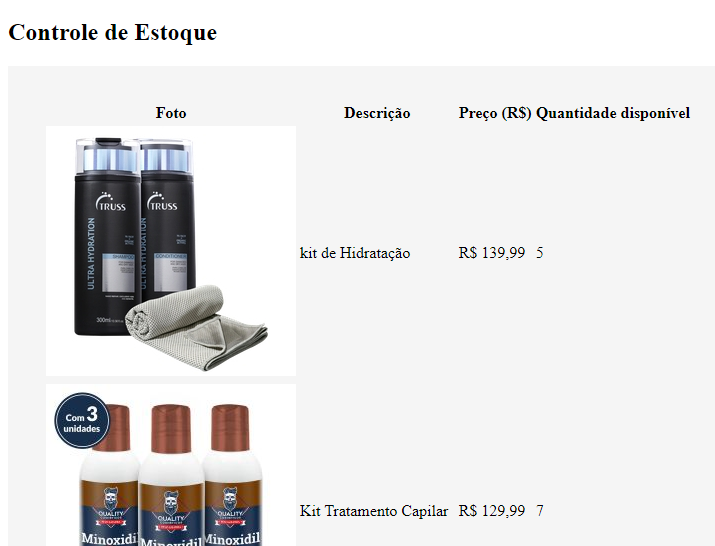 Controle de Estoque
Foto Descrição Preço (R$) Quantidade disponível
TRUSS TRUSS
ULTRA HYDRATION
SHAMPOO
ULTRA HYDRATION
CONDITIONER
300ml
kit de Hidratação R$ 139,99 5
Com 3
unidades
QUALITY QUALITY QUALITY
Kit Tratamento Capilar R$ 129,99 7
Minoxidil Minoxidil Minoxidil